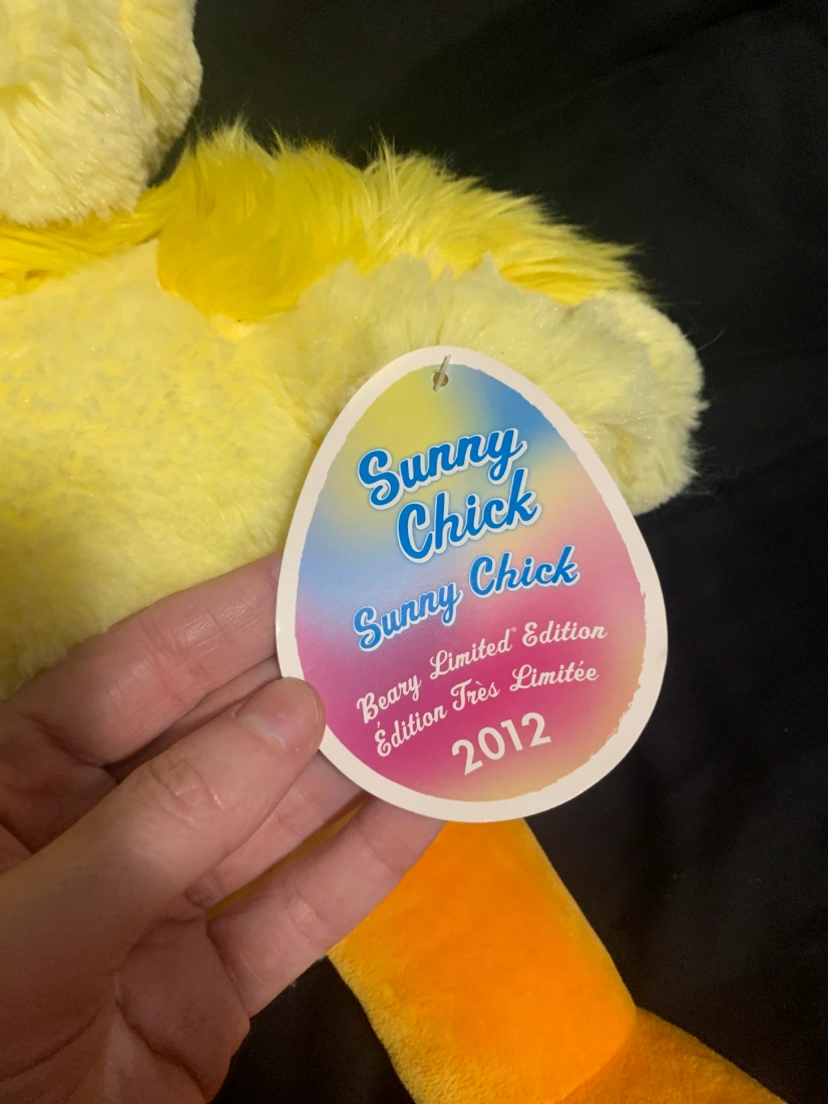 Sunny
Chick
Sunny Chick
Beary Limited® Edition
Édition Très Limitée
2012